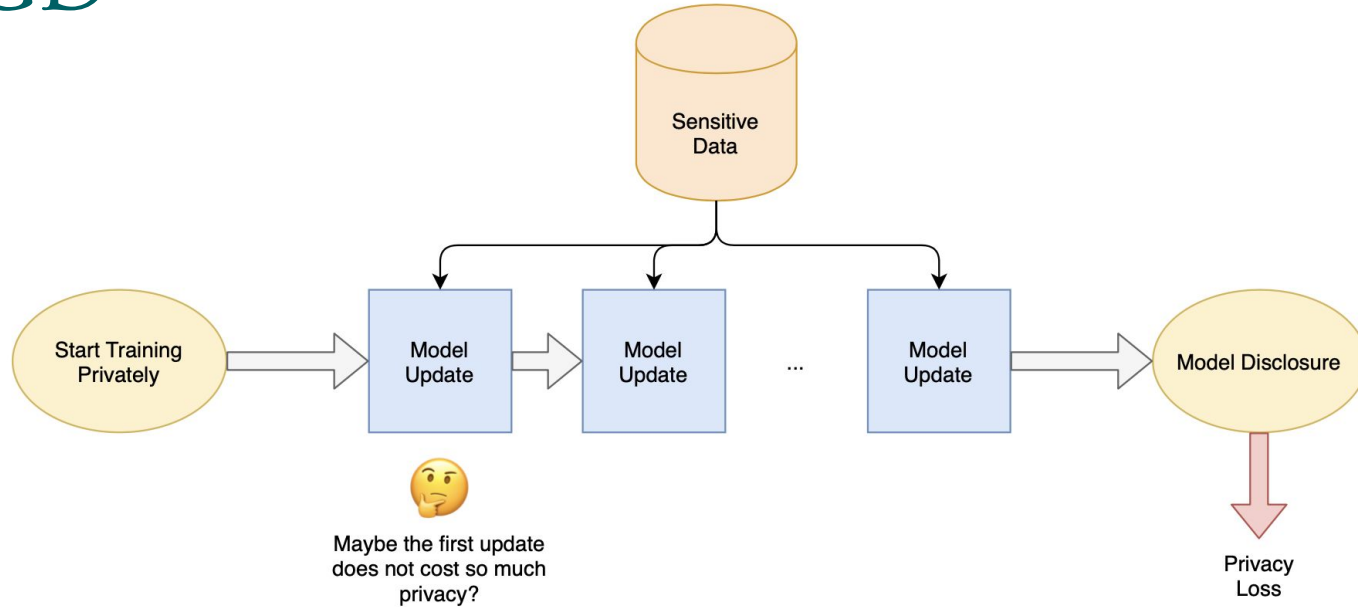 Sensitive
Data
Start Training
Privately
Model
Update
Model
Update
...
Model
Update
Model Disclosure
Maybe the first update
does not cost so much
privacy?
Privacy
Loss